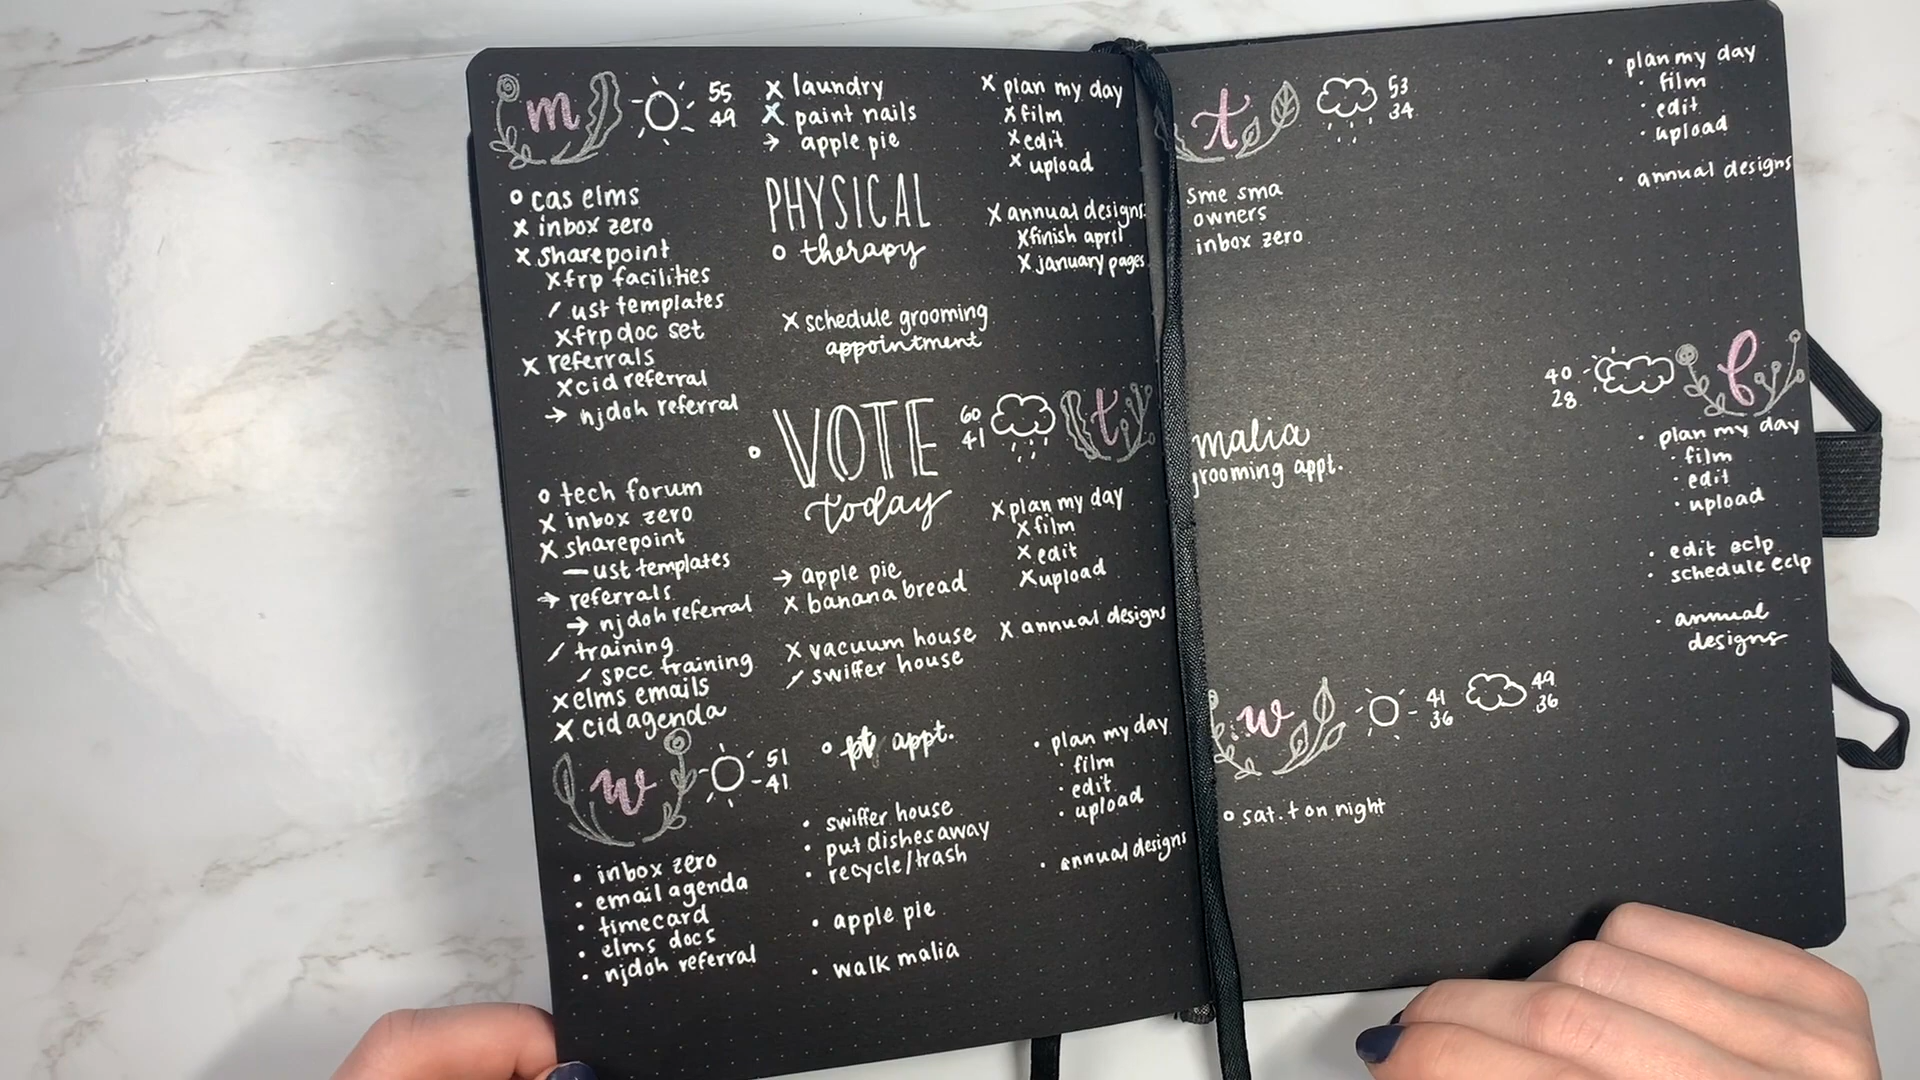 m
55
49
o cas elms
x inbox zero
x sharepoint
x frp facilities
/ ust templates
x frp doc set
x referrals
x cid referral
→ njdoh referral
x laundry
x paint nails
→ apple pie
PHYSICAL
o therapy
x schedule grooming
appointment
x plan my day
x film
x edit
x upload
x annual designs
x finish april
x january pages
o VOTE
today
60
41
t
o tech forum
x inbox zero
x sharepoint
— ust templates
→ referrals
→ njdoh referral
/ training
/ spcc training
x elms emails
x cid agenda
→ apple pie
x banana bread
x vacuum house
/ swiffer house
x plan my day
x film
x edit
x upload
x annual designs
w
51
41
• inbox zero
• email agenda
• timecard
• elms docs
• njdoh referral
o pt appt.
• swiffer house
• put dishes away
• recycle/trash
• apple pie
• walk malia
• plan my day
• film
• edit
• upload
• annual designs
t
53
34
sme sma
owners
inbox zero
• plan my day
• film
• edit
• upload
• annual designs
40
28
f
malia
grooming appt.
• plan my day
• film
• edit
• upload
• edit eclp
• schedule eclp
• annual
designs
w
41
36
49
36
o sat. t on night